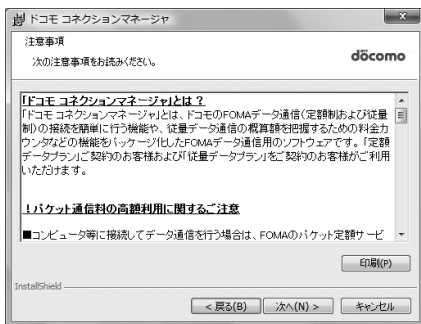 ドコモ コネクションマネージャ
注意事項
次の注意事項をお読みください。
döcomo
「ドコモ コネクションマネージャ」とは？
「ドコモ コネクションマネージャ」とは、ドコモのFOMAデータ通信（定額制および従量
制）の接続を簡単に行う機能や、従量データ通信の概算額を把握するための料金カ
ウンタなどの機能をパッケージ化したFOMAデータ通信用のソフトウェアです。「定額
データプラン」ご契約のお客様および「従量データプラン」をご契約のお客様がご利用
いただけます。
！パケット通信料の高額利用に関するご注意
■コンピュータ等に接続してデータ通信を行う場合は、FOMAのパケット定額サービ
印刷(P)
InstallShield
< 戻る(B)
次へ(N) >
キャンセル